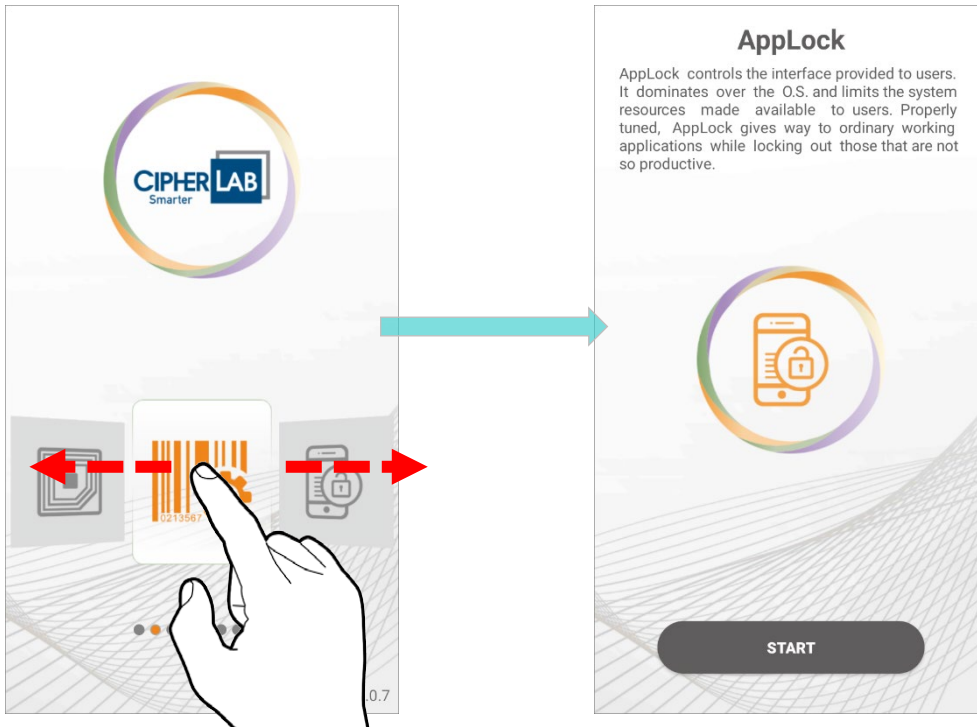 CIPHER LAB
Smarter
0213567
.0.7
AppLock
AppLock controls the interface provided to users.
It dominates over the O.S. and limits the system
resources made available to users. Properly
tuned, AppLock gives way to ordinary working
applications while locking out those that are not
so productive.
START